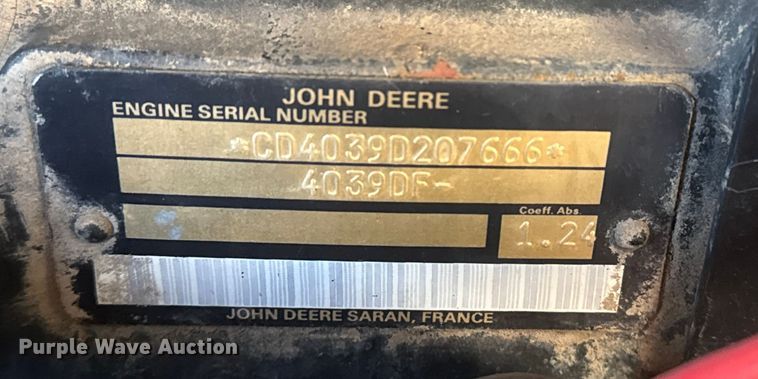 JOHN DEERE
ENGINE SERIAL NUMBER
*CD4039D207666*
4039DF-
Coeff. Abs.
1.24
JOHN DEERE SARAN, FRANCE
Purple Wave Auction